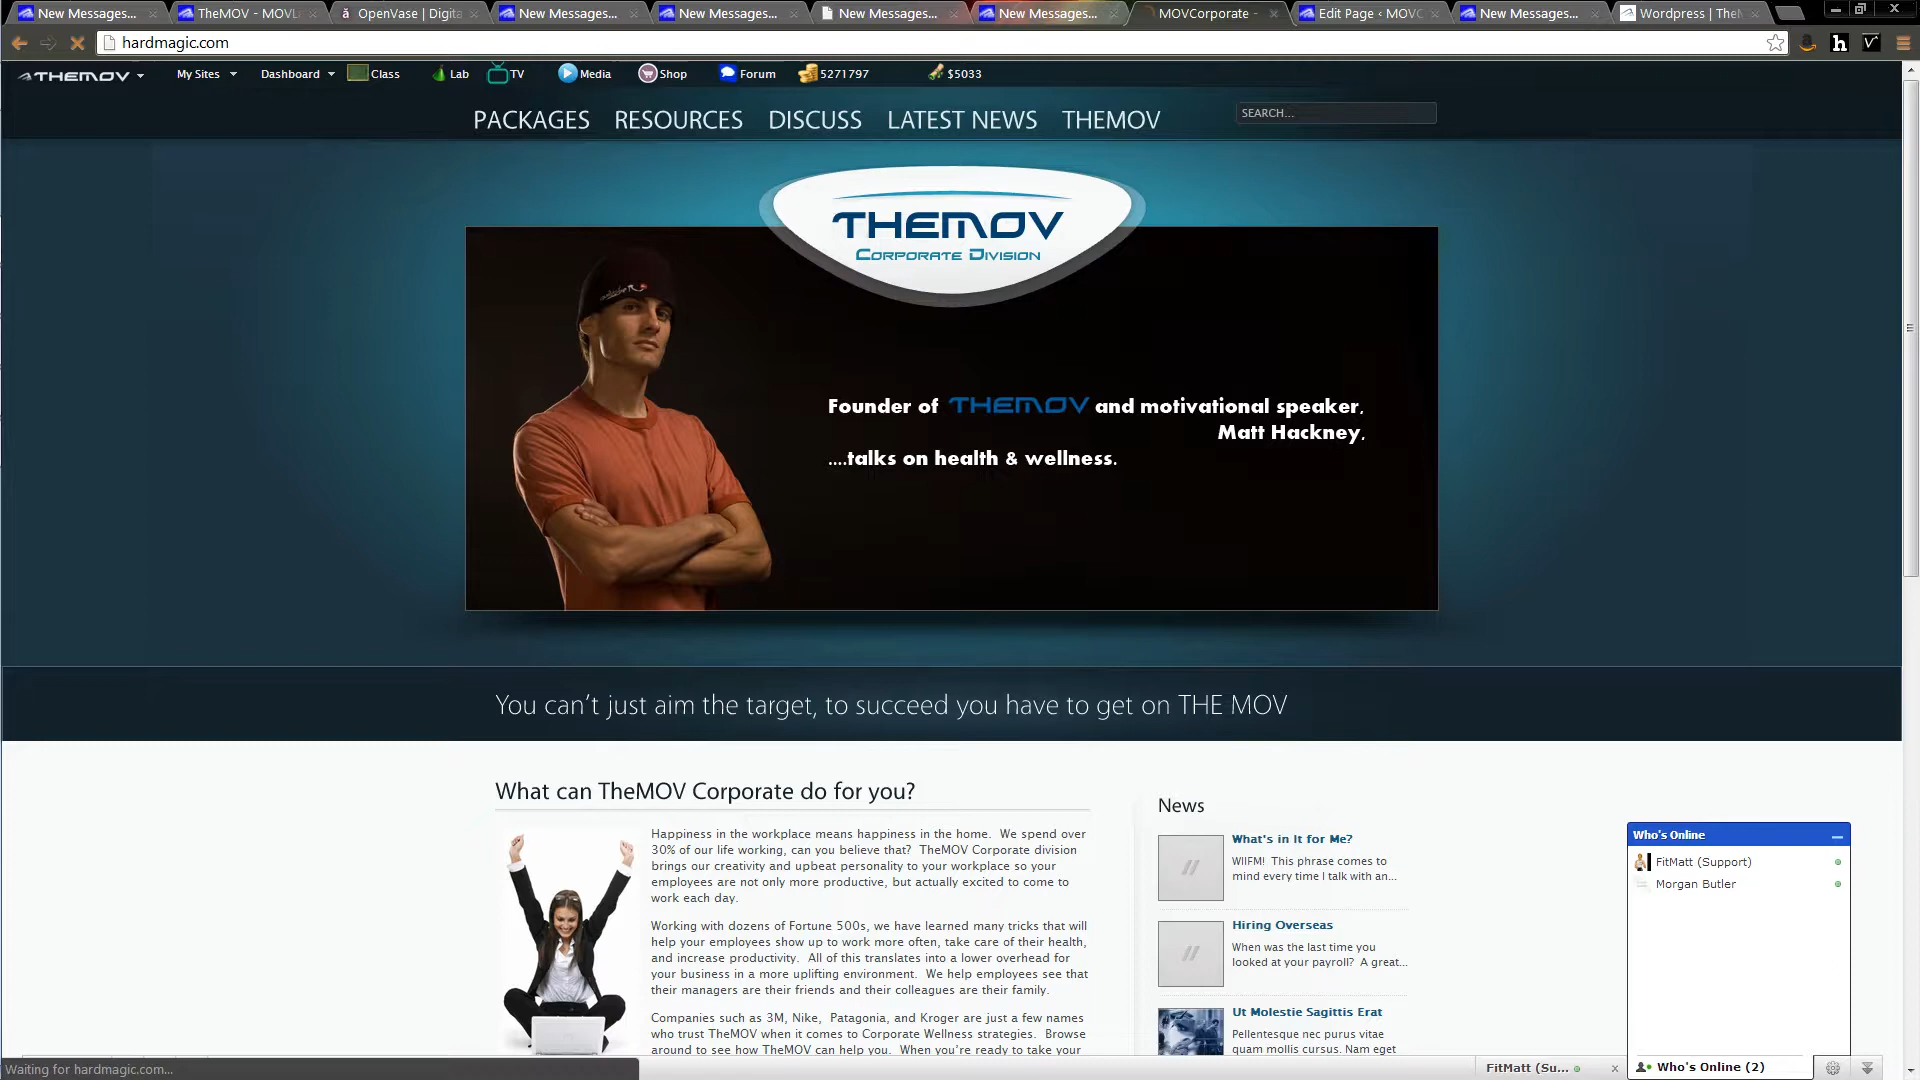 New Messages...
TheMOV - MOVL
OpenVase | Digita
New Messages...
New Messages...
New Messages...
New Messages...
MOVCorporate -
Edit Page ‹ MOVC
New Messages...
Wordpress | The
hardmagic.com
THEMOV
My Sites
Dashboard
Class
Lab
TV
Media
Shop
Forum
5271797
$5033
PACKAGES
RESOURCES
DISCUSS
LATEST NEWS
THEMOV
SEARCH...
THEMOV
CORPORATE DIVISION
Founder of THEMOV and motivational speaker,
Matt Hackney,
....talks on health & wellness.
You can't just aim the target, to succeed you have to get on THE MOV
What can TheMOV Corporate do for you?
Happiness in the workplace means happiness in the home. We spend over
30% of our life working, can you believe that? TheMOV Corporate division
brings our creativity and upbeat personality to your workplace so your
employees are not only more productive, but actually excited to come to
work each day.
Working with dozens of Fortune 500s, we have learned many tricks that will
help your employees show up to work more often, take care of their health,
and increase productivity. All of this translates into a lower overhead for
your business in a more uplifting environment. We help employees see that
their managers are their friends and their colleagues are their family.
Companies such as 3M, Nike, Patagonia, and Kroger are just a few names
who trust TheMOV when it comes to Corporate Wellness strategies. Browse
around to see how TheMOV can help you. When you're ready to take your
News
What's in It for Me?
WIIFM! This phrase comes to
mind every time I talk with an...
Hiring Overseas
When was the last time you
looked at your payroll? A great...
Ut Molestie Sagittis Erat
Pellentesque nec purus vitae
quam mollis cursus. Nam eget
Who's Online
FitMatt (Support)
Morgan Butler
Waiting for hardmagic.com...
FitMatt (Su...
Who's Online (2)